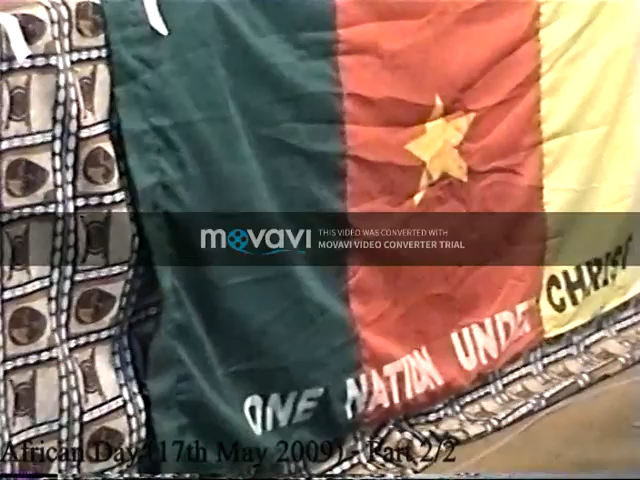 movavi
THIS VIDEO WAS CONVERTED WITH
MOVAVI VIDEO CONVERTER TRIAL
ONE NATION UNDER CHRIST
African Day (17th May 2009) - Part 2/2